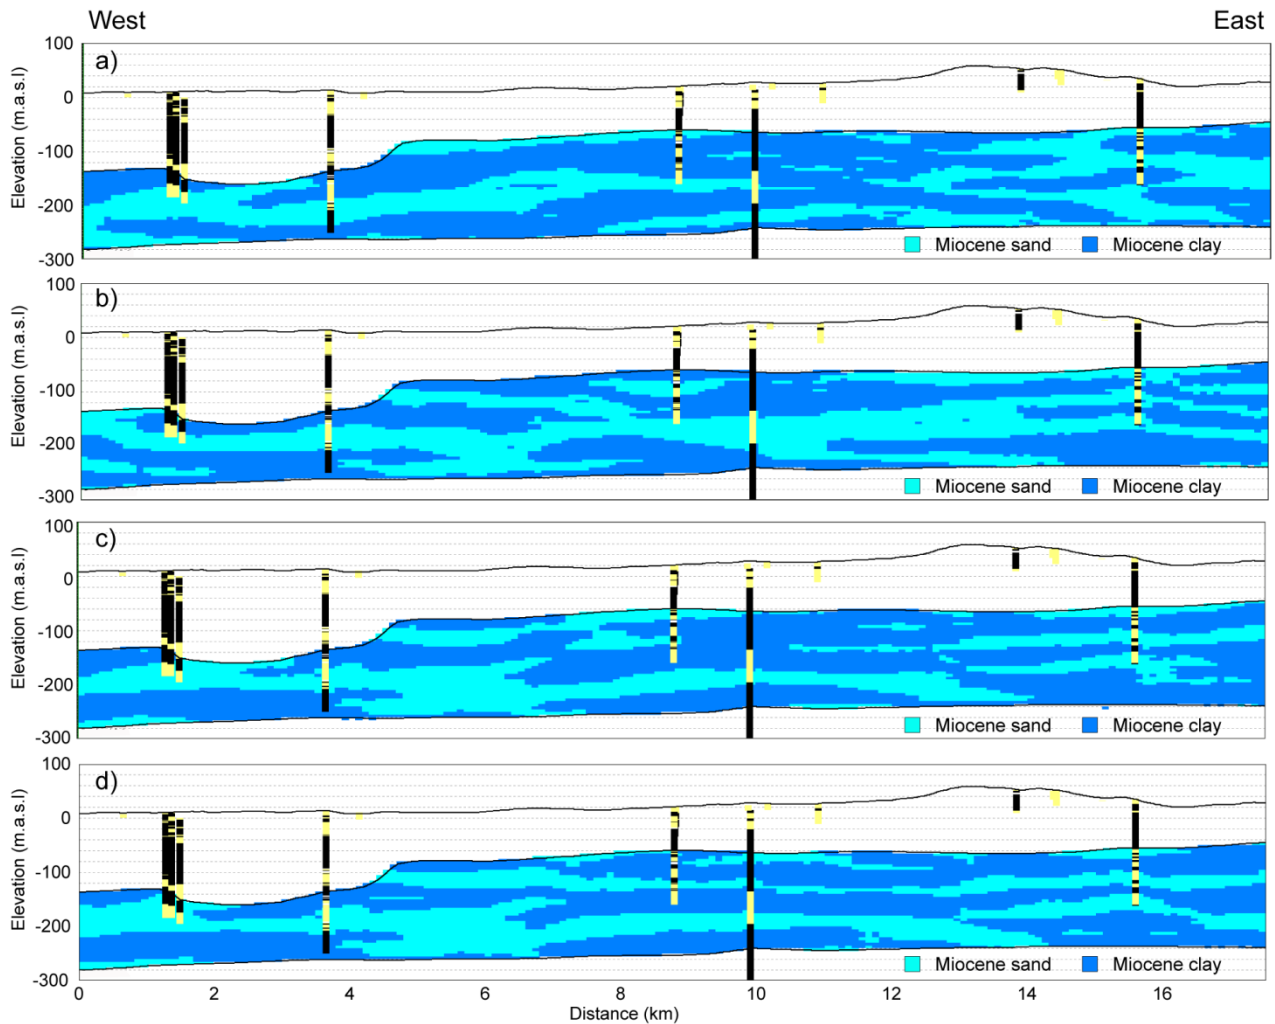 West East
a)
100
0
-100
-200
-300
Elevation (m.a.s.l)
Miocene sand Miocene clay
b)
100
0
-100
-200
-300
Elevation (m.a.s.l)
Miocene sand Miocene clay
c)
100
0
-100
-200
-300
Elevation (m.a.s.l)
Miocene sand Miocene clay
d)
100
0
-100
-200
-300
Elevation (m.a.s.l)
Miocene sand Miocene clay
0 2 4 6 8 10 12 14 16
Distance (km)